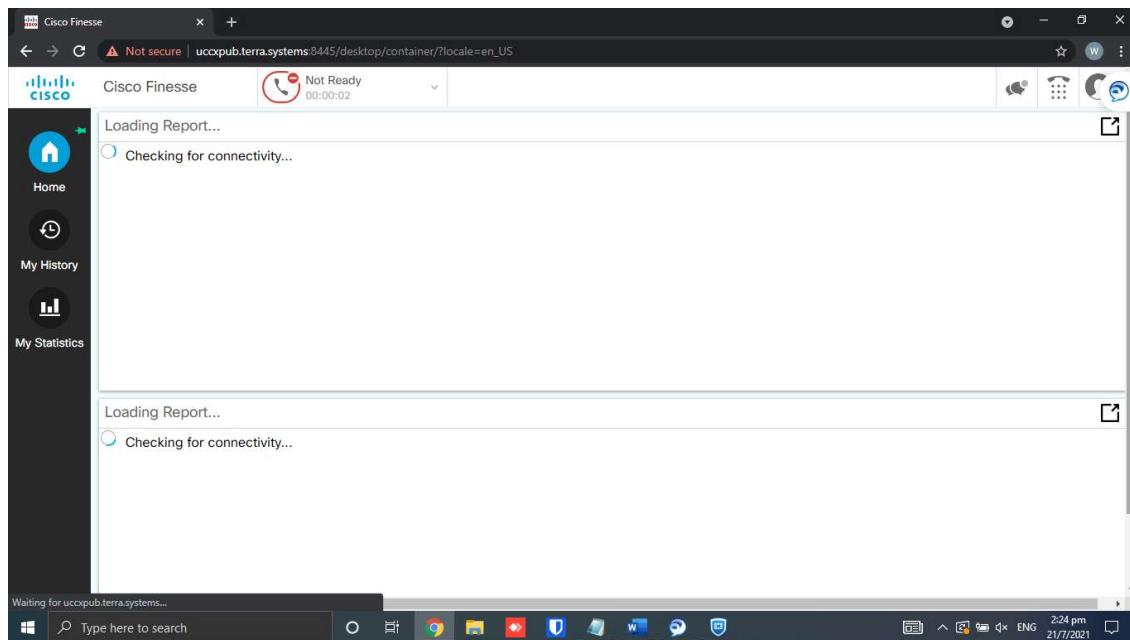 Cisco Finesse
Not secure | uccxpub.terra.systems:8445/desktop/container/?locale=en_US
W
CISCO
Cisco Finesse
Not Ready
00:00:02
Loading Report...
Checking for connectivity...
Home
My History
My Statistics
Loading Report...
Checking for connectivity...
Waiting for uccxpub.terra.systems...
Type here to search
W
ENG
2:24 pm
21/7/2021